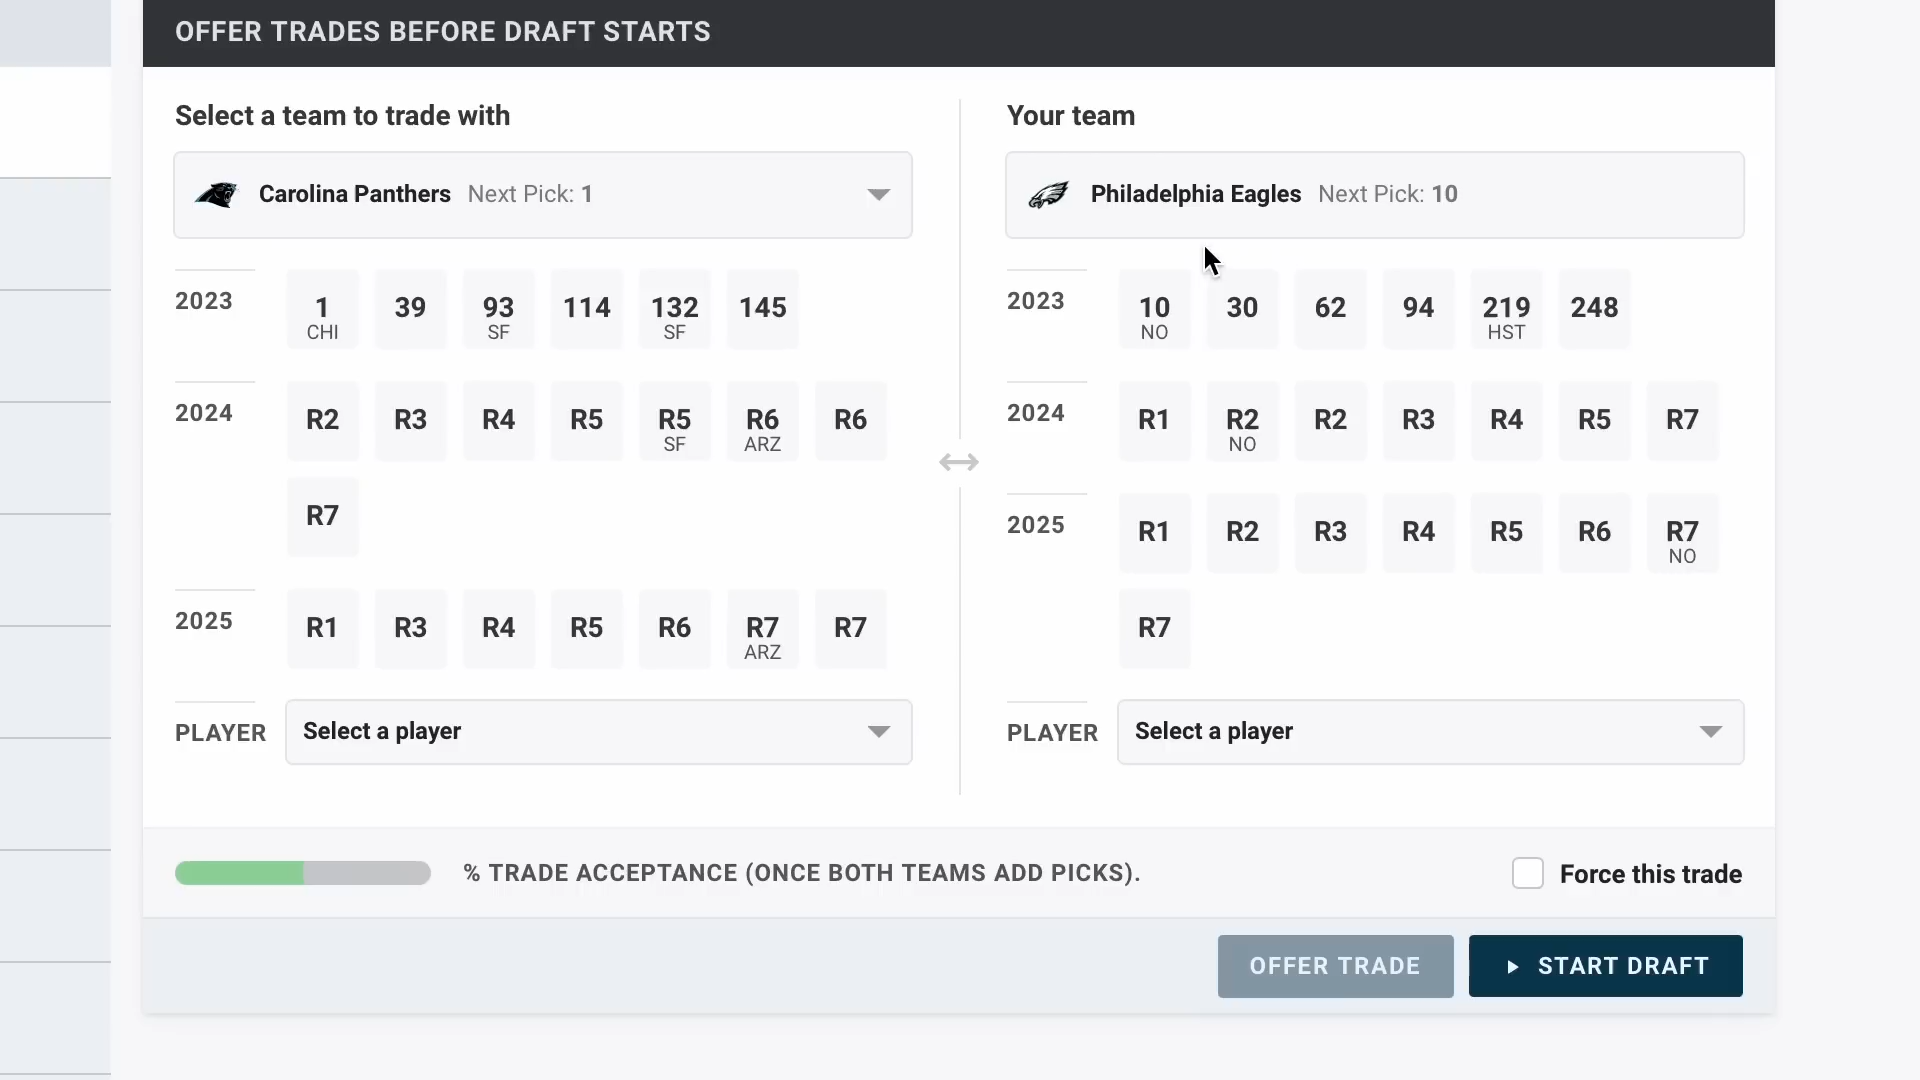 OFFER TRADES BEFORE DRAFT STARTS
Select a team to trade with
Carolina Panthers Next Pick: 1
2023 1 CHI 39 93 SF 114 132 SF 145
2024 R2 R3 R4 R5 R5 SF R6 ARZ R6
R7
2025 R1 R3 R4 R5 R6 R7 ARZ R7
PLAYER Select a player
Your team
Philadelphia Eagles Next Pick: 10
2023 10 NO 30 62 94 219 HST 248
2024 R1 R2 NO R2 R3 R4 R5 R7
2025 R1 R2 R3 R4 R5 R6 R7 NO
R7
PLAYER Select a player
% TRADE ACCEPTANCE (ONCE BOTH TEAMS ADD PICKS).
Force this trade
OFFER TRADE
START DRAFT